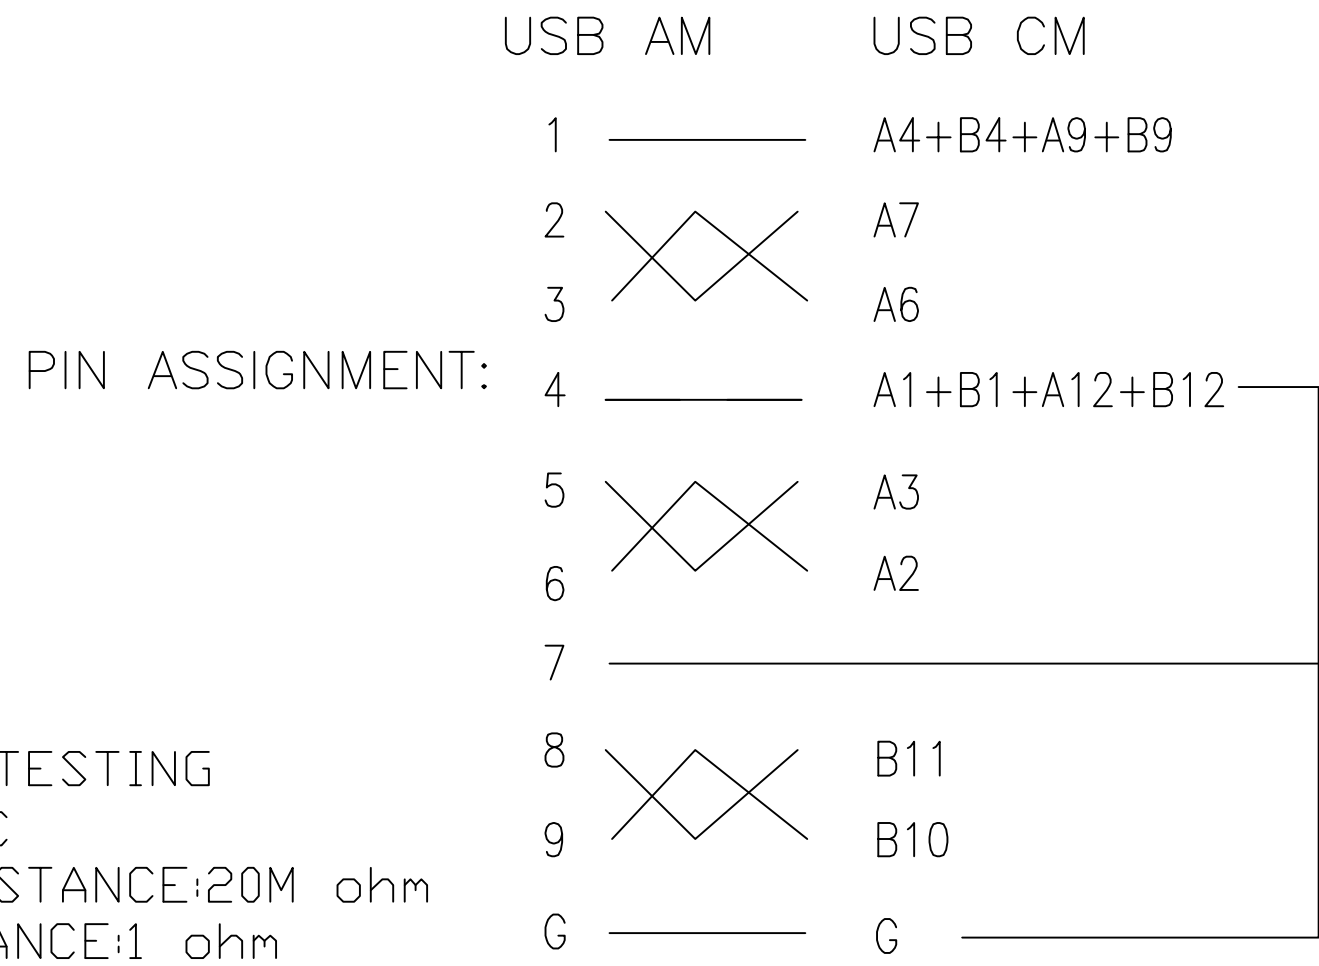 USB AM USB CM
1 A4+B4+A9+B9
2 A7
3 A6
PIN ASSIGNMENT:
4 A1+B1+A12+B12
5 A3
6 A2
7
8 B11
TESTING
C
9 B10
STANCE:20M ohm
G G
ANCE:1 ohm